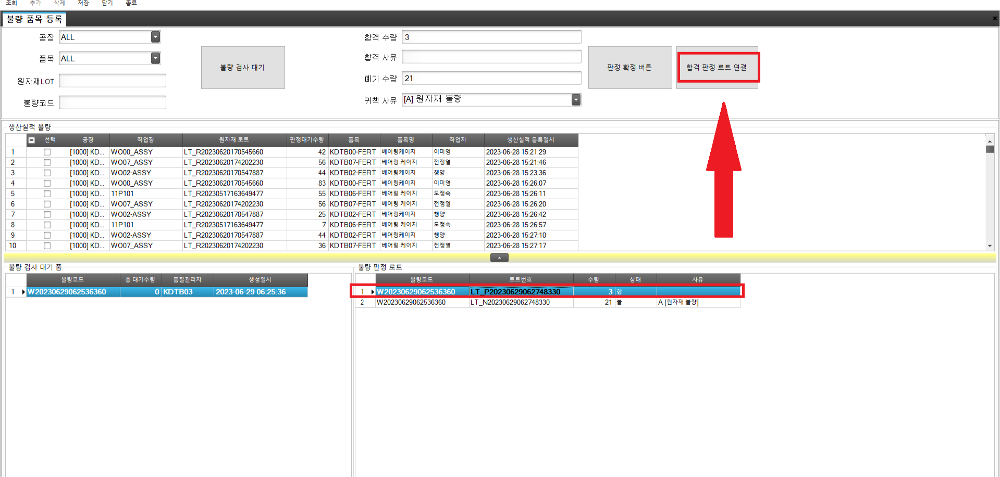 조회 추가 삭제 저장 닫기 종료
불량 품목 등록
공장 ALL
품목 ALL
원자재LOT
불량코드
불량 검사 대기
합격 수량 3
합격 사유
폐기 수량 21
귀책 사유 [A] 원자재 불량
판정 확정 버튼
합격 판정 로트 연결
생산실적 불량
선택 공장 작업장 원자재 로트 판정대기수량 품목 품목명 작업자 생산실적 등록일시
1 [1000] KD... WO00_ASSY LT_R20230620170545660 42 KDTB00-FERT 베이링케이지 이미영 2023-06-28 15:21:29
2 [1000] KD... WO07_ASSY LT_R20230620174202230 56 KDTB07-FERT 베어링 케이지 전정열 2023-06-28 15:21:46
3 [1000] KD... WO02-ASSY LT_R20230620170547887 44 KDTB02-FERT 베어링케이지 챙양 2023-06-28 15:23:36
4 [1000] KD... WO00_ASSY LT_R20230620170545660 83 KDTB00-FERT 베이링케이지 이미영 2023-06-28 15:26:07
5 [1000] KD... 11P101 LT_R20230517163649477 55 KDTB06-FERT 베어링 케이지 도정숙 2023-06-28 15:26:11
6 [1000] KD... WO07_ASSY LT_R20230620174202230 56 KDTB07-FERT 베어링 케이지 전정열 2023-06-28 15:26:20
7 [1000] KD... WO02-ASSY LT_R20230620170547887 25 KDTB02-FERT 베어링케이지 챙양 2023-06-28 15:26:42
8 [1000] KD... 11P101 LT_R20230517163649477 7 KDTB06-FERT 베어링 케이지 도정숙 2023-06-28 15:26:57
9 [1000] KD... WO02-ASSY LT_R20230620170547887 44 KDTB02-FERT 베어링케이지 챙양 2023-06-28 15:27:10
10 [1000] KD... WO07_ASSY LT_R20230620174202230 36 KDTB07-FERT 베어링 케이지 전정열 2023-06-28 15:27:17
불량 검사 대기 품
불량코드 총 대기수량 품질관리자 생성일시
1 W20230629062536360 0 KDTB03 2023-06-29 06:25:36
불량 판정 로트
불량코드 로트번호 수량 상태 사유
1 W20230629062536360 LT_P20230629062748330 3 합
2 W20230629062536360 LT_N20230629062748330 21 불 A [원자재 불량]